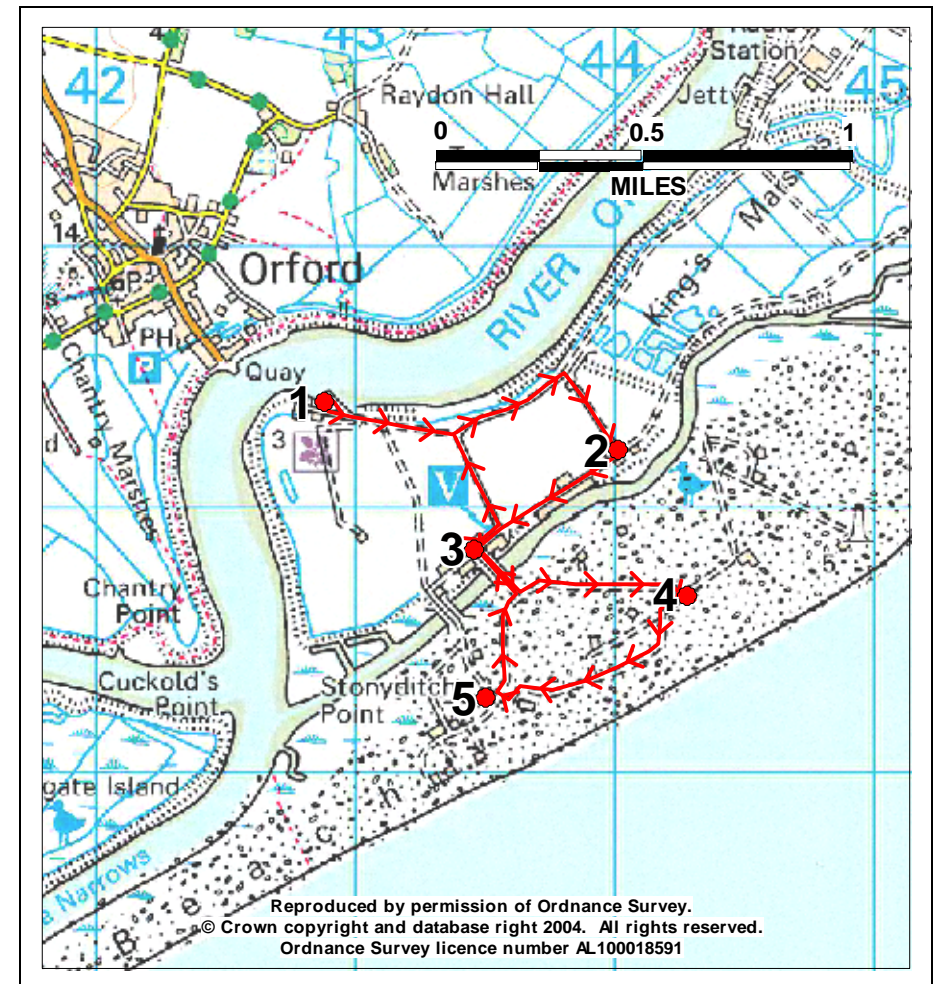 4
42
43
44
45
Station
Raydon Hall
Jetty
0
0.5
1
MILES
Marshes
King's Marshes
14
Orford
RIVER
PH
P
Quay
1
3
2
V
Chantry Marshes
d
3
4
5
Chantry
Point
Cuckold's
Point
Stonyditch
Point
5
gate Island
Narrows
Beach
Reproduced by permission of Ordnance Survey.
© Crown copyright and database right 2004. All rights reserved.
Ordnance Survey licence number AL100018591